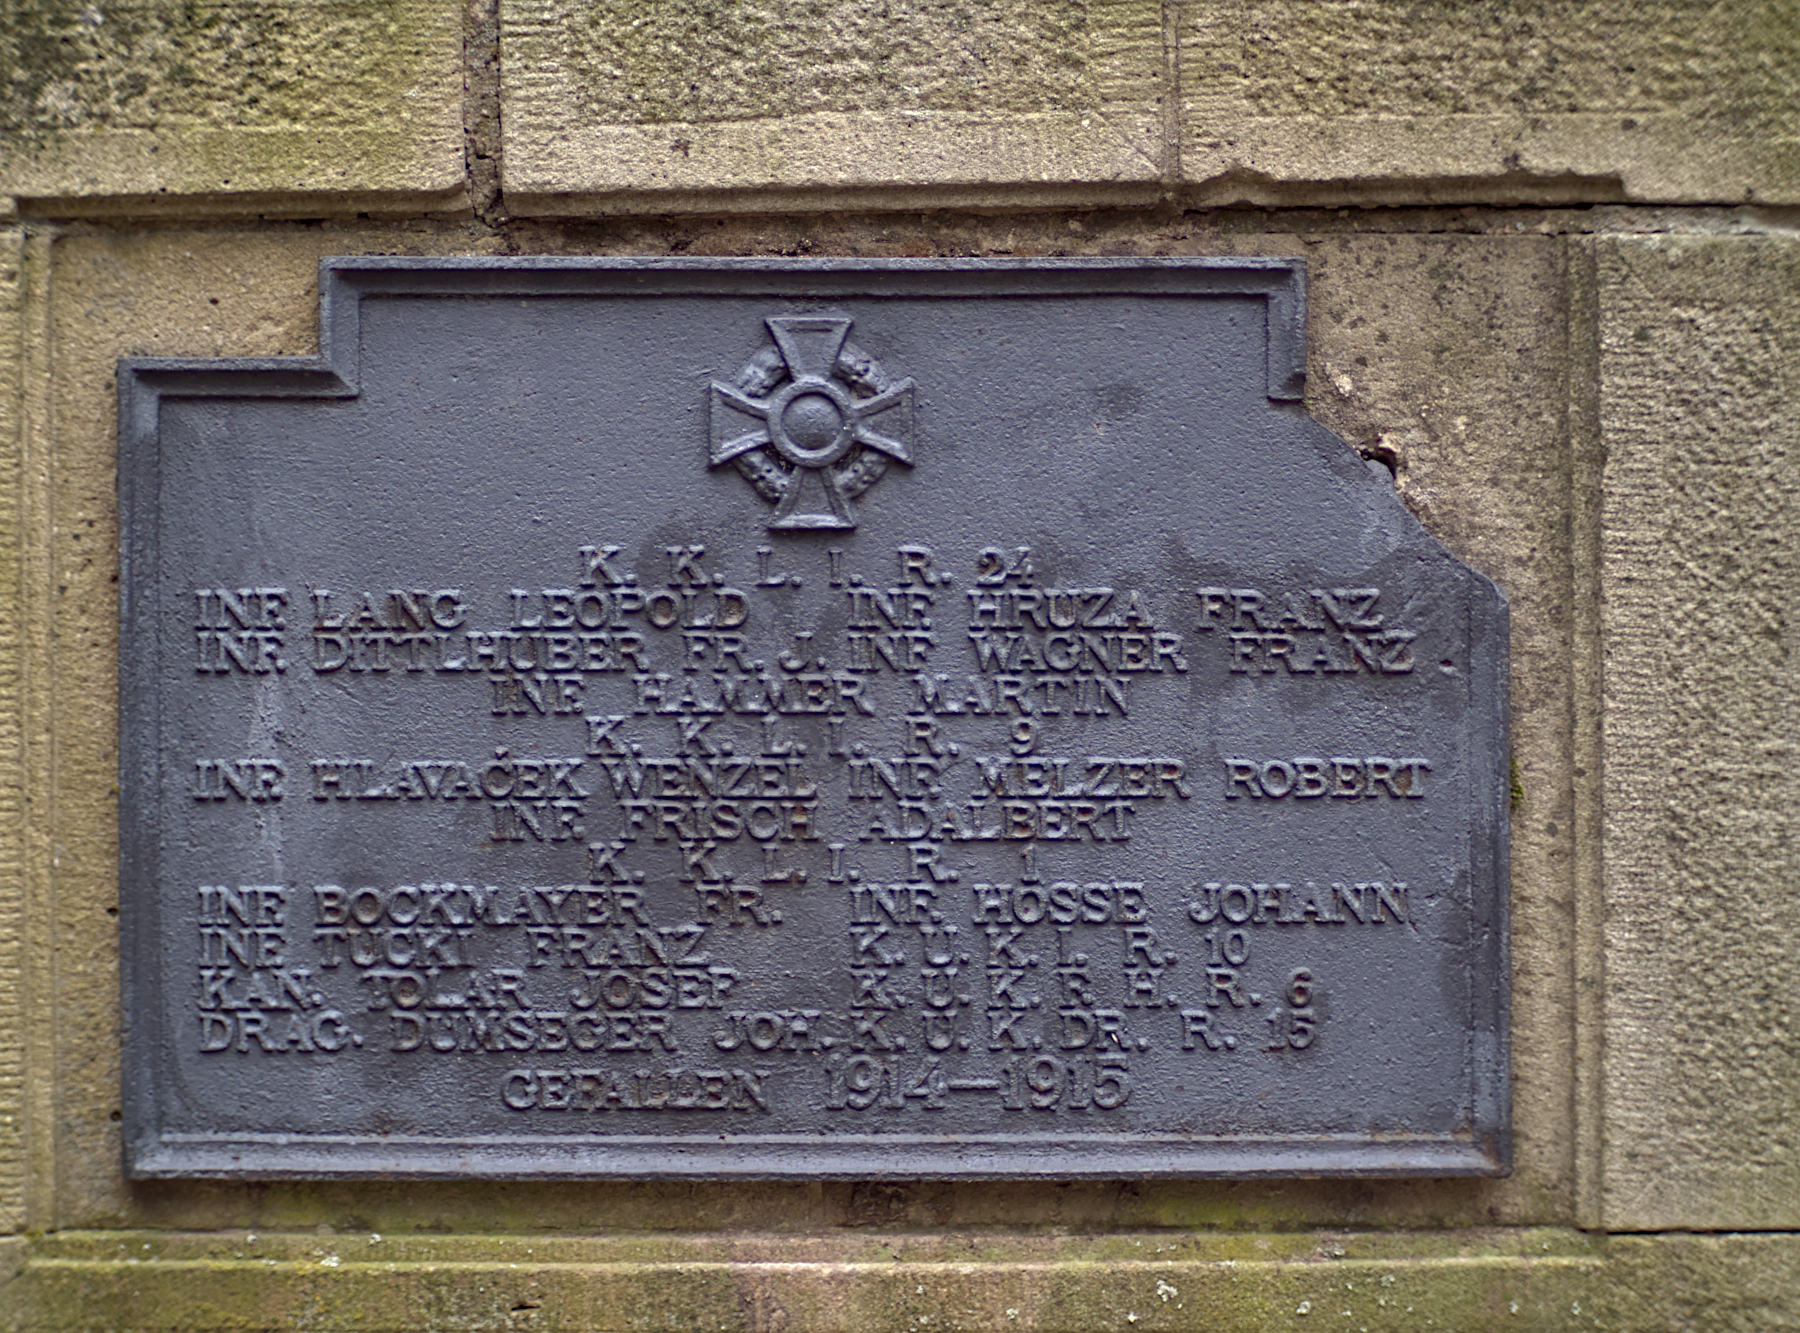 K. K. L. I. R. 24
INF. LANG LEOPOLD INF. HRUZA FRANZ
INF. DITTLHUBER FR. J. INF. WAGNER FRANZ
INF. HAMMER MARTIN
K. K. L. I. R. 9
INF. HLAVAČEK WENZEL INF. MELZER ROBERT
INF. FRISCH ADALBERT
K. K. L. I. R. 1
INF. BOCKMAYER FR. INF. HÖSSE JOHANN
INF. TUCKI FRANZ K. U. K. I. R. 10
KAN. TOLAR JOSEF K. U. K. F. H. R. 6
DRAG. DÜMSEGER JOH. K. U. K. DR. R. 15
GEFALLEN 1914–1915